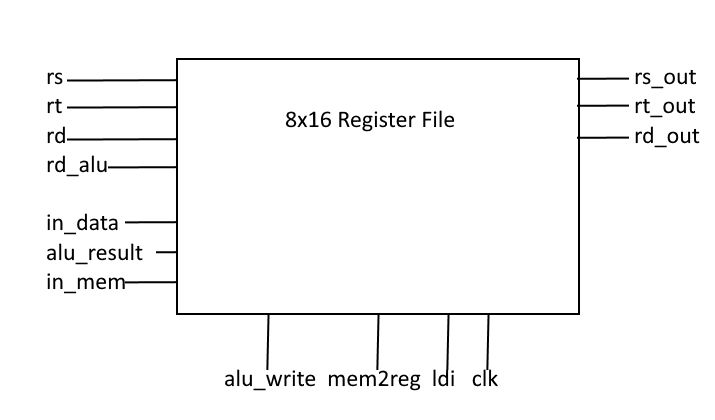 rs
rt
rd
rd_alu
in_data
alu_result
in_mem
8x16 Register File
rs_out
rt_out
rd_out
alu_write mem2reg ldi clk